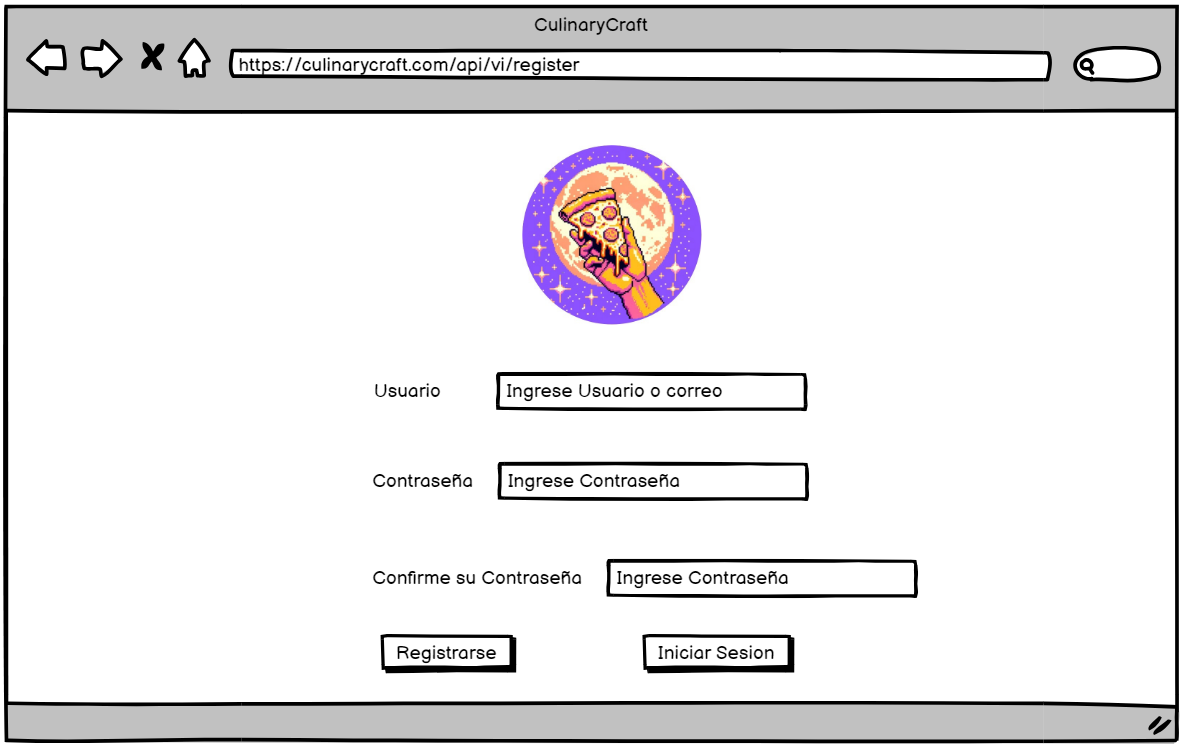 CulinaryCraft
https://culinarycraft.com/api/vi/register
Usuario
Ingrese Usuario o correo
Contraseña
Ingrese Contraseña
Confirme su Contraseña
Ingrese Contraseña
Registrarse
Iniciar Sesion